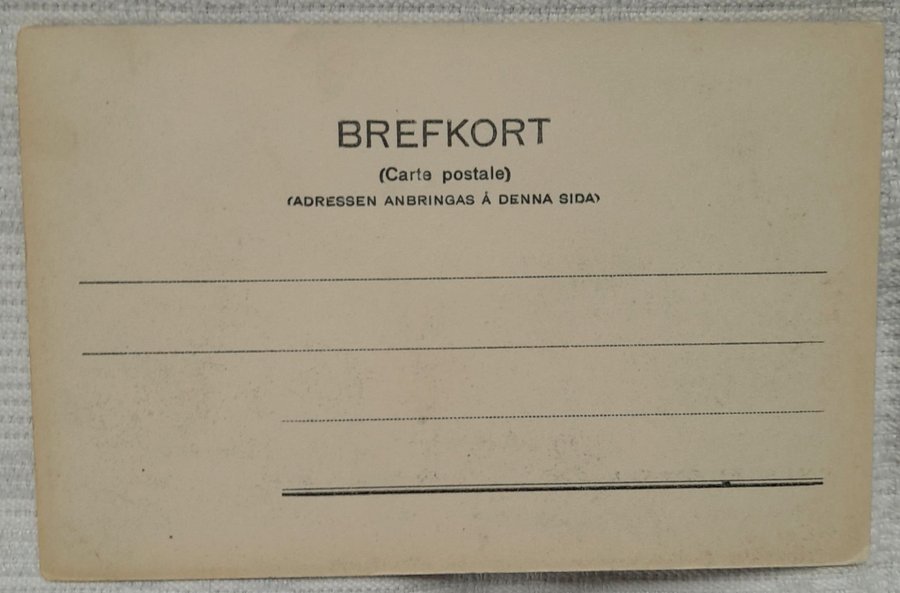 BREFKORT
(Carte postale)
(ADRESSEN ANBRINGAS Å DENNA SIDA)